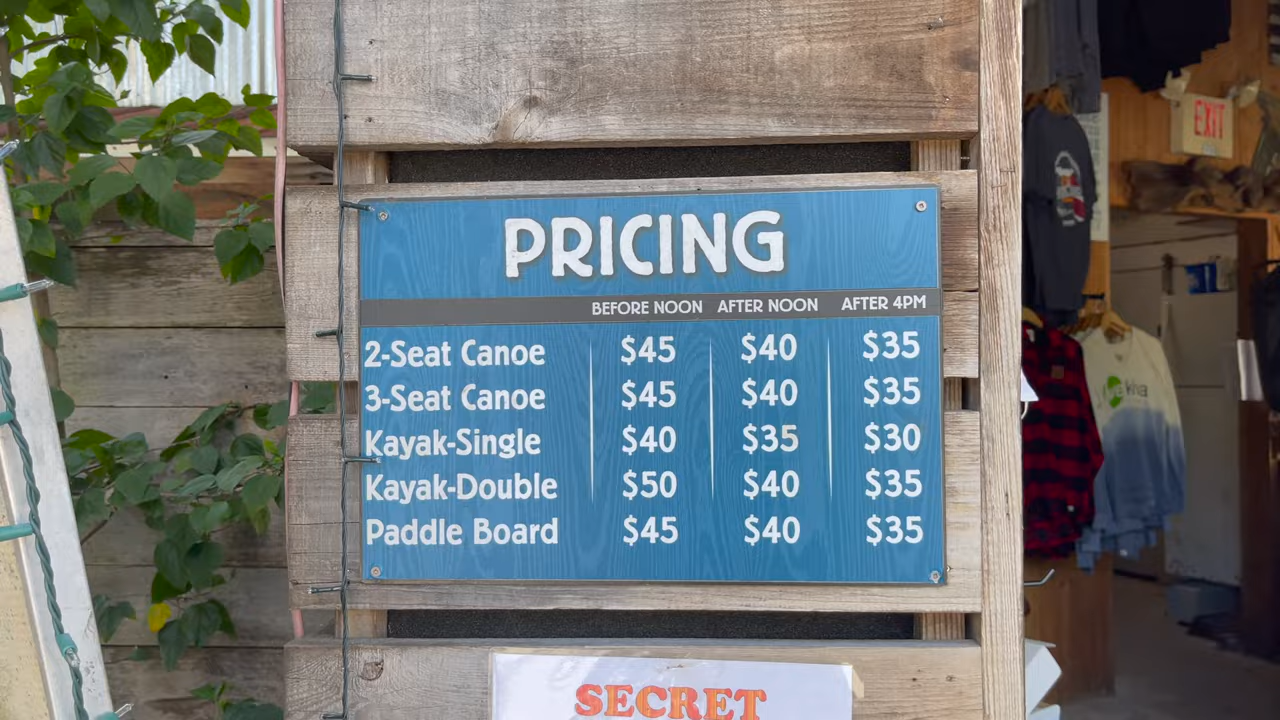 PRICING
BEFORE NOON AFTER NOON AFTER 4PM
2-Seat Canoe $45 $40 $35
3-Seat Canoe $45 $40 $35
Kayak-Single $40 $35 $30
Kayak-Double $50 $40 $35
Paddle Board $45 $40 $35
SECRET
EXIT